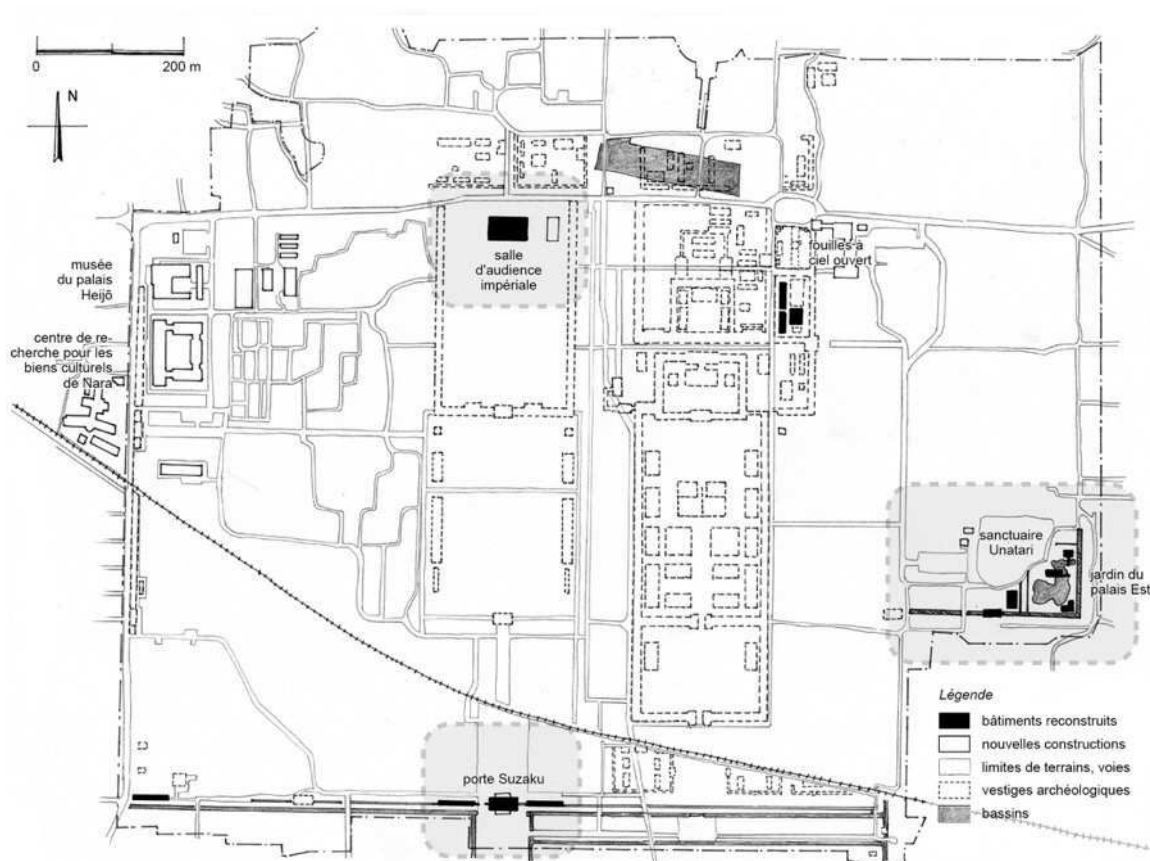 0
200 m
N
musée
du palais
Heijō
salle
d'audience
impériale
fouilles à
ciel ouvert
centre de re-
cherche pour les
biens culturels
de Nara
sanctuaire
Unatari
jardin du
palais Est
porte Suzaku
Légende
bâtiments reconstruits
nouvelles constructions
limites de terrains, voies
vestiges archéologiques
bassins